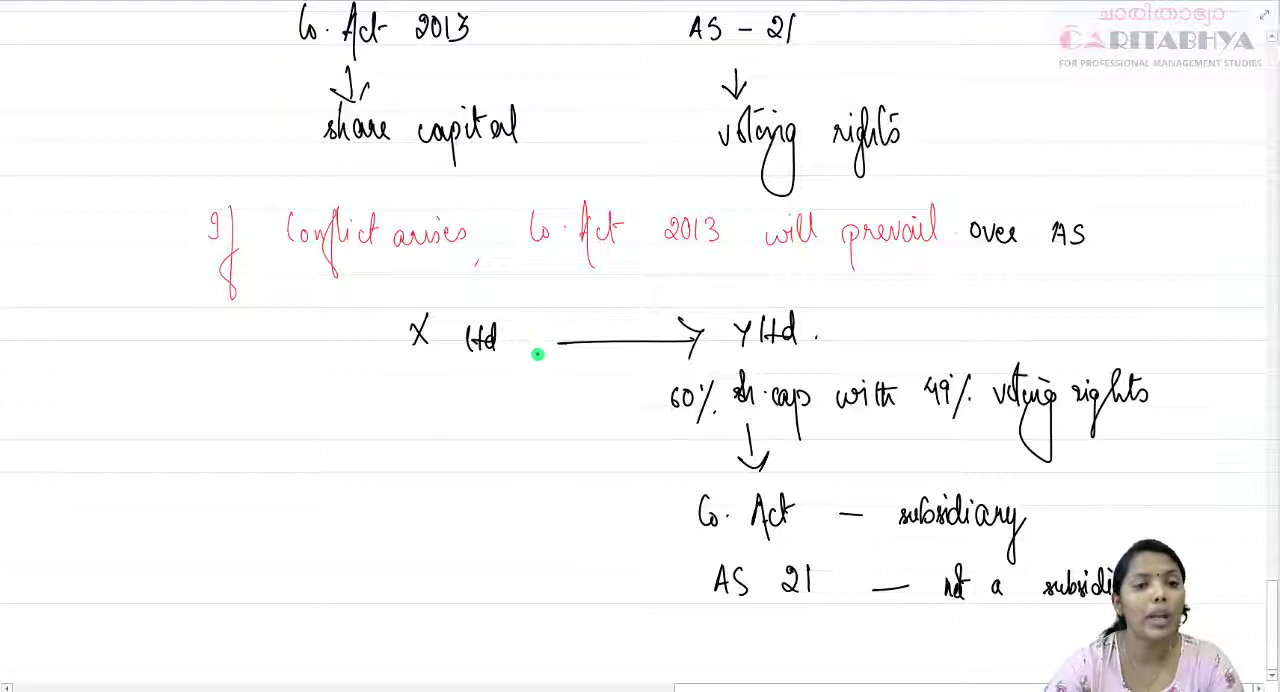 ചാരിതാഭ്യാ
CARITABHYA
FOR PROFESSIONAL MANAGEMENT STUDIES
Co. Act 2013 AS - 21
share capital voting rights
If Conflict arises, Co. Act 2013 will prevail over AS
X ltd Y ltd.
60% sh. cap with 49% voting rights
Co. Act - subsidiary
AS 21 - not a subsidi